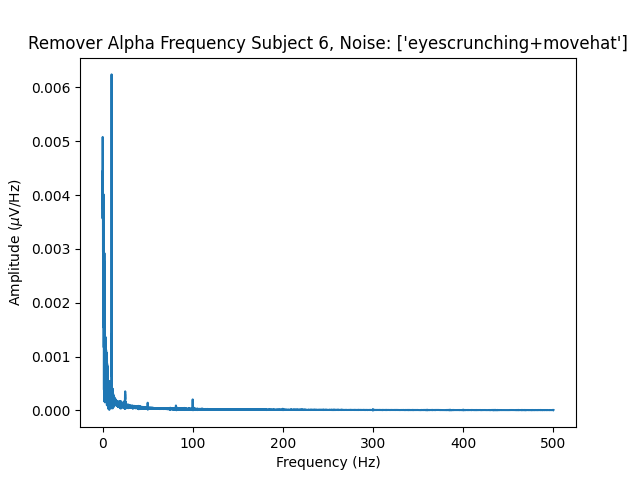 Remover Alpha Frequency Subject 6, Noise: ['eyescrunching+movehat']
0.006
0.005
0.004
0.003
0.002
0.001
0.000
Amplitude (μV/Hz)
0 100 200 300 400 500
Frequency (Hz)